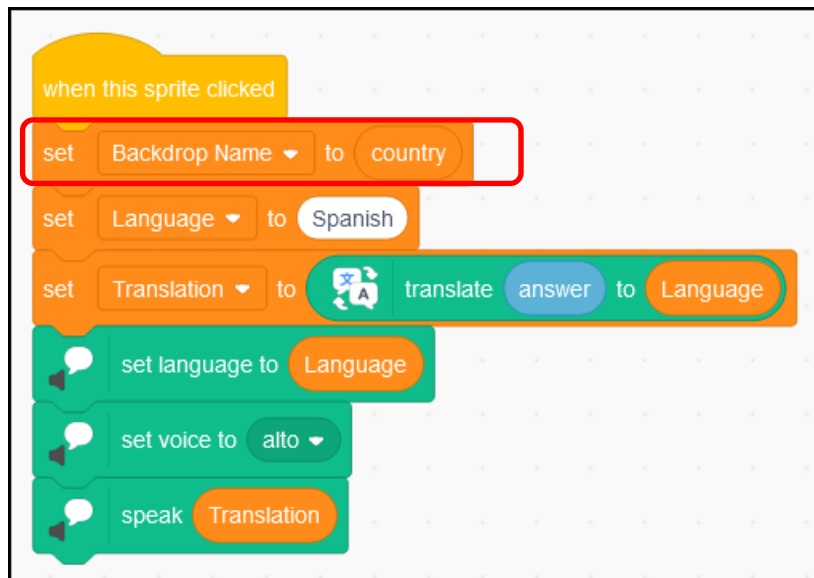 when this sprite clicked
set Backdrop Name to country
set Language to Spanish
set Translation to 文 A translate answer to Language
set language to Language
set voice to alto
speak Translation